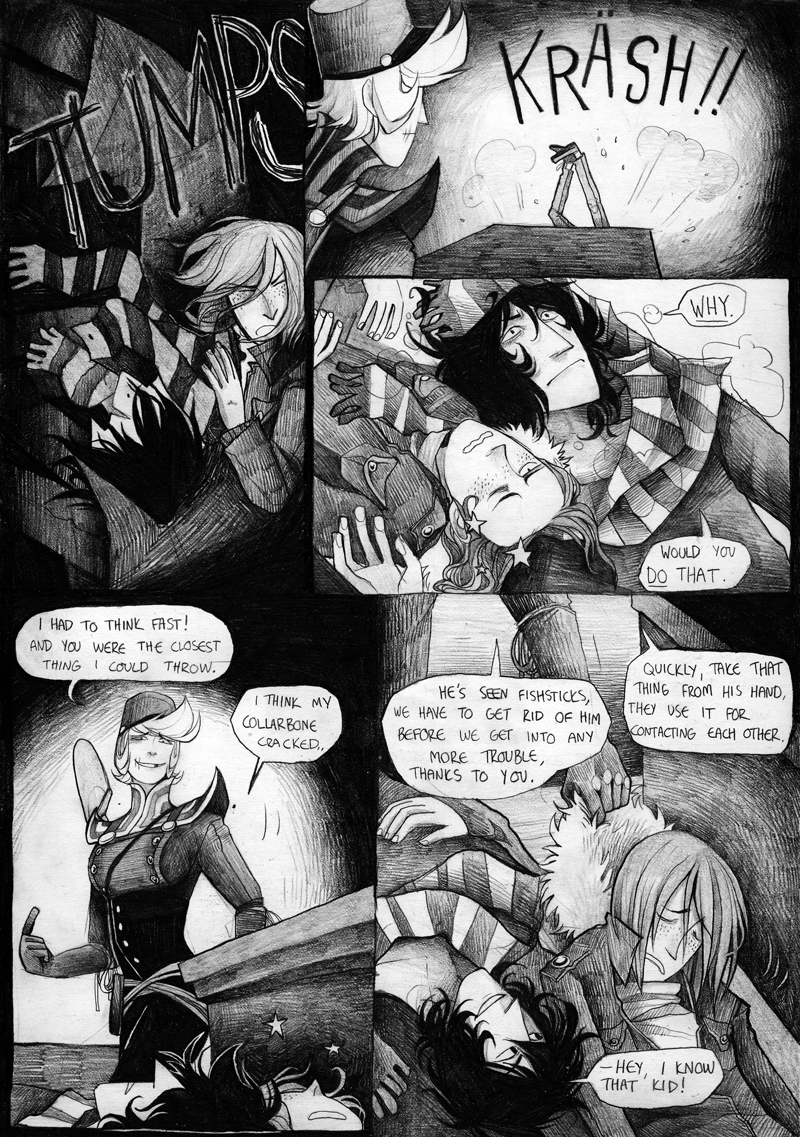 TUMPS
KRÄSH!!
WHY.
WOULD YOU
DO THAT.
I HAD TO THINK FAST!
AND YOU WERE THE CLOSEST
THING I COULD THROW.
I THINK MY
COLLARBONE
CRACKED..
HE'S SEEN FISHSTICKS,
WE HAVE TO GET RID OF HIM
BEFORE WE GET INTO ANY
MORE TROUBLE,
THANKS TO YOU.
QUICKLY, TAKE THAT
THING FROM HIS HAND,
THEY USE IT FOR
CONTACTING EACH OTHER.
—HEY, I KNOW
THAT KID!